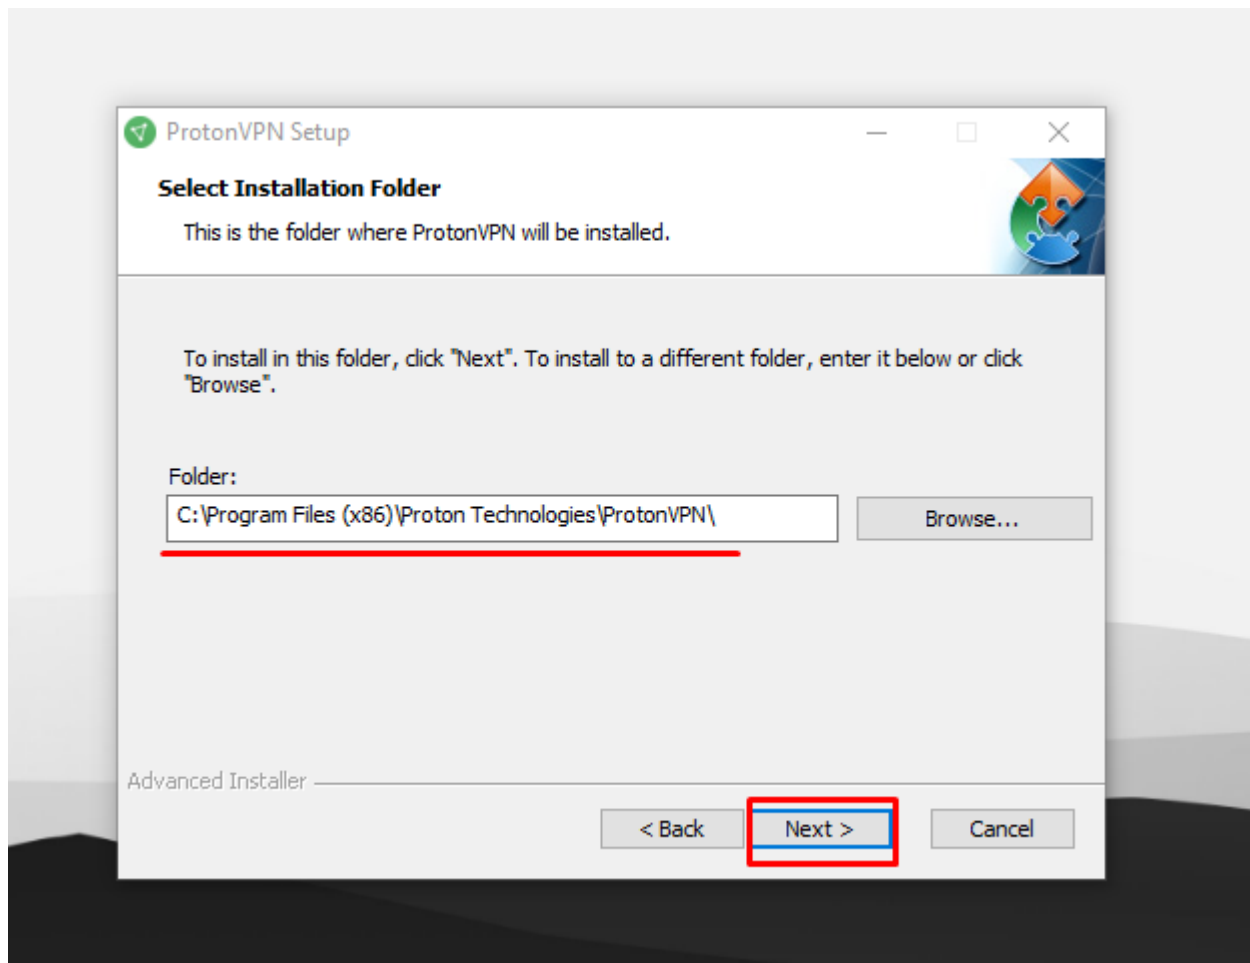 ProtonVPN Setup
Select Installation Folder
This is the folder where ProtonVPN will be installed.
To install in this folder, click "Next". To install to a different folder, enter it below or click
"Browse".
Folder:
C:\Program Files (x86)\Proton Technologies\ProtonVPN\
Browse...
Advanced Installer
< Back
Next >
Cancel